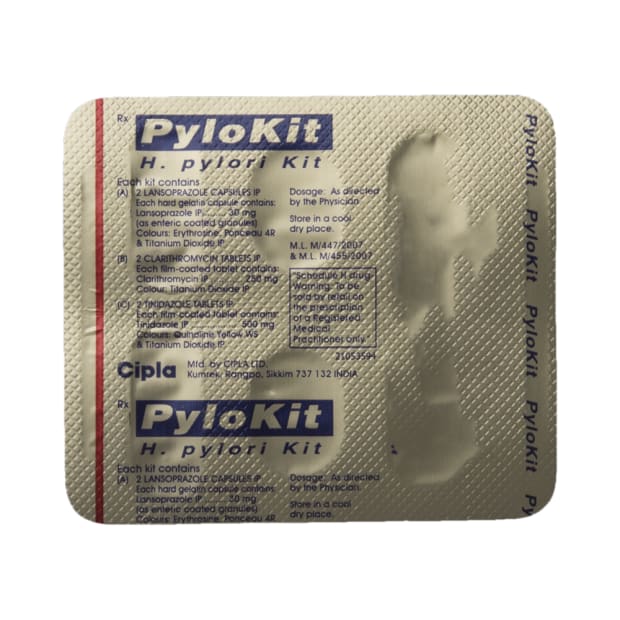 Rx PyloKit
H. pylori Kit
Each kit contains
(A) 2 LANSOPRAZOLE CAPSULES IP
Each hard gelatin capsule contains:
Lansoprazole IP........ 30 mg
(as enteric coated granules)
Colours: Erythrosine, Ponceau 4R
& Titanium Dioxide IP
(B) 2 CLARITHROMYCIN TABLETS IP
Each film-coated tablet contains:
Clarithromycin IP .......... 250 mg
Colour: Titanium Dioxide IP
(C) 2 TINIDAZOLE TABLETS IP
Each film-coated tablet contains:
Tinidazole IP .................. 500 mg
Colours: Quinoline Yellow WS
& Titanium Dioxide IP
Dosage: As directed
by the Physician
Store in a cool
dry place.
M.L. M/447/2007
& M.L. M/455/2007
"Schedule H drug
Warning: To be
sold by retail on
the prescription
of a Registered
Medical
Practitioner only."
21053594
Cipla Mfd. by CIPLA LTD.
Kumrek, Rangpo, Sikkim 737 132 INDIA
Rx PyloKit
H. pylori Kit
Each kit contains
(A) 2 LANSOPRAZOLE CAPSULES IP
Each hard gelatin capsule contains:
Lansoprazole IP........ 30 mg
(as enteric coated granules)
Colours: Erythrosine, Ponceau 4R
Dosage: As directed
by the Physician.
Store in a cool
dry place.
PyloKit
PyloKit
PyloKit
PyloKit
Py